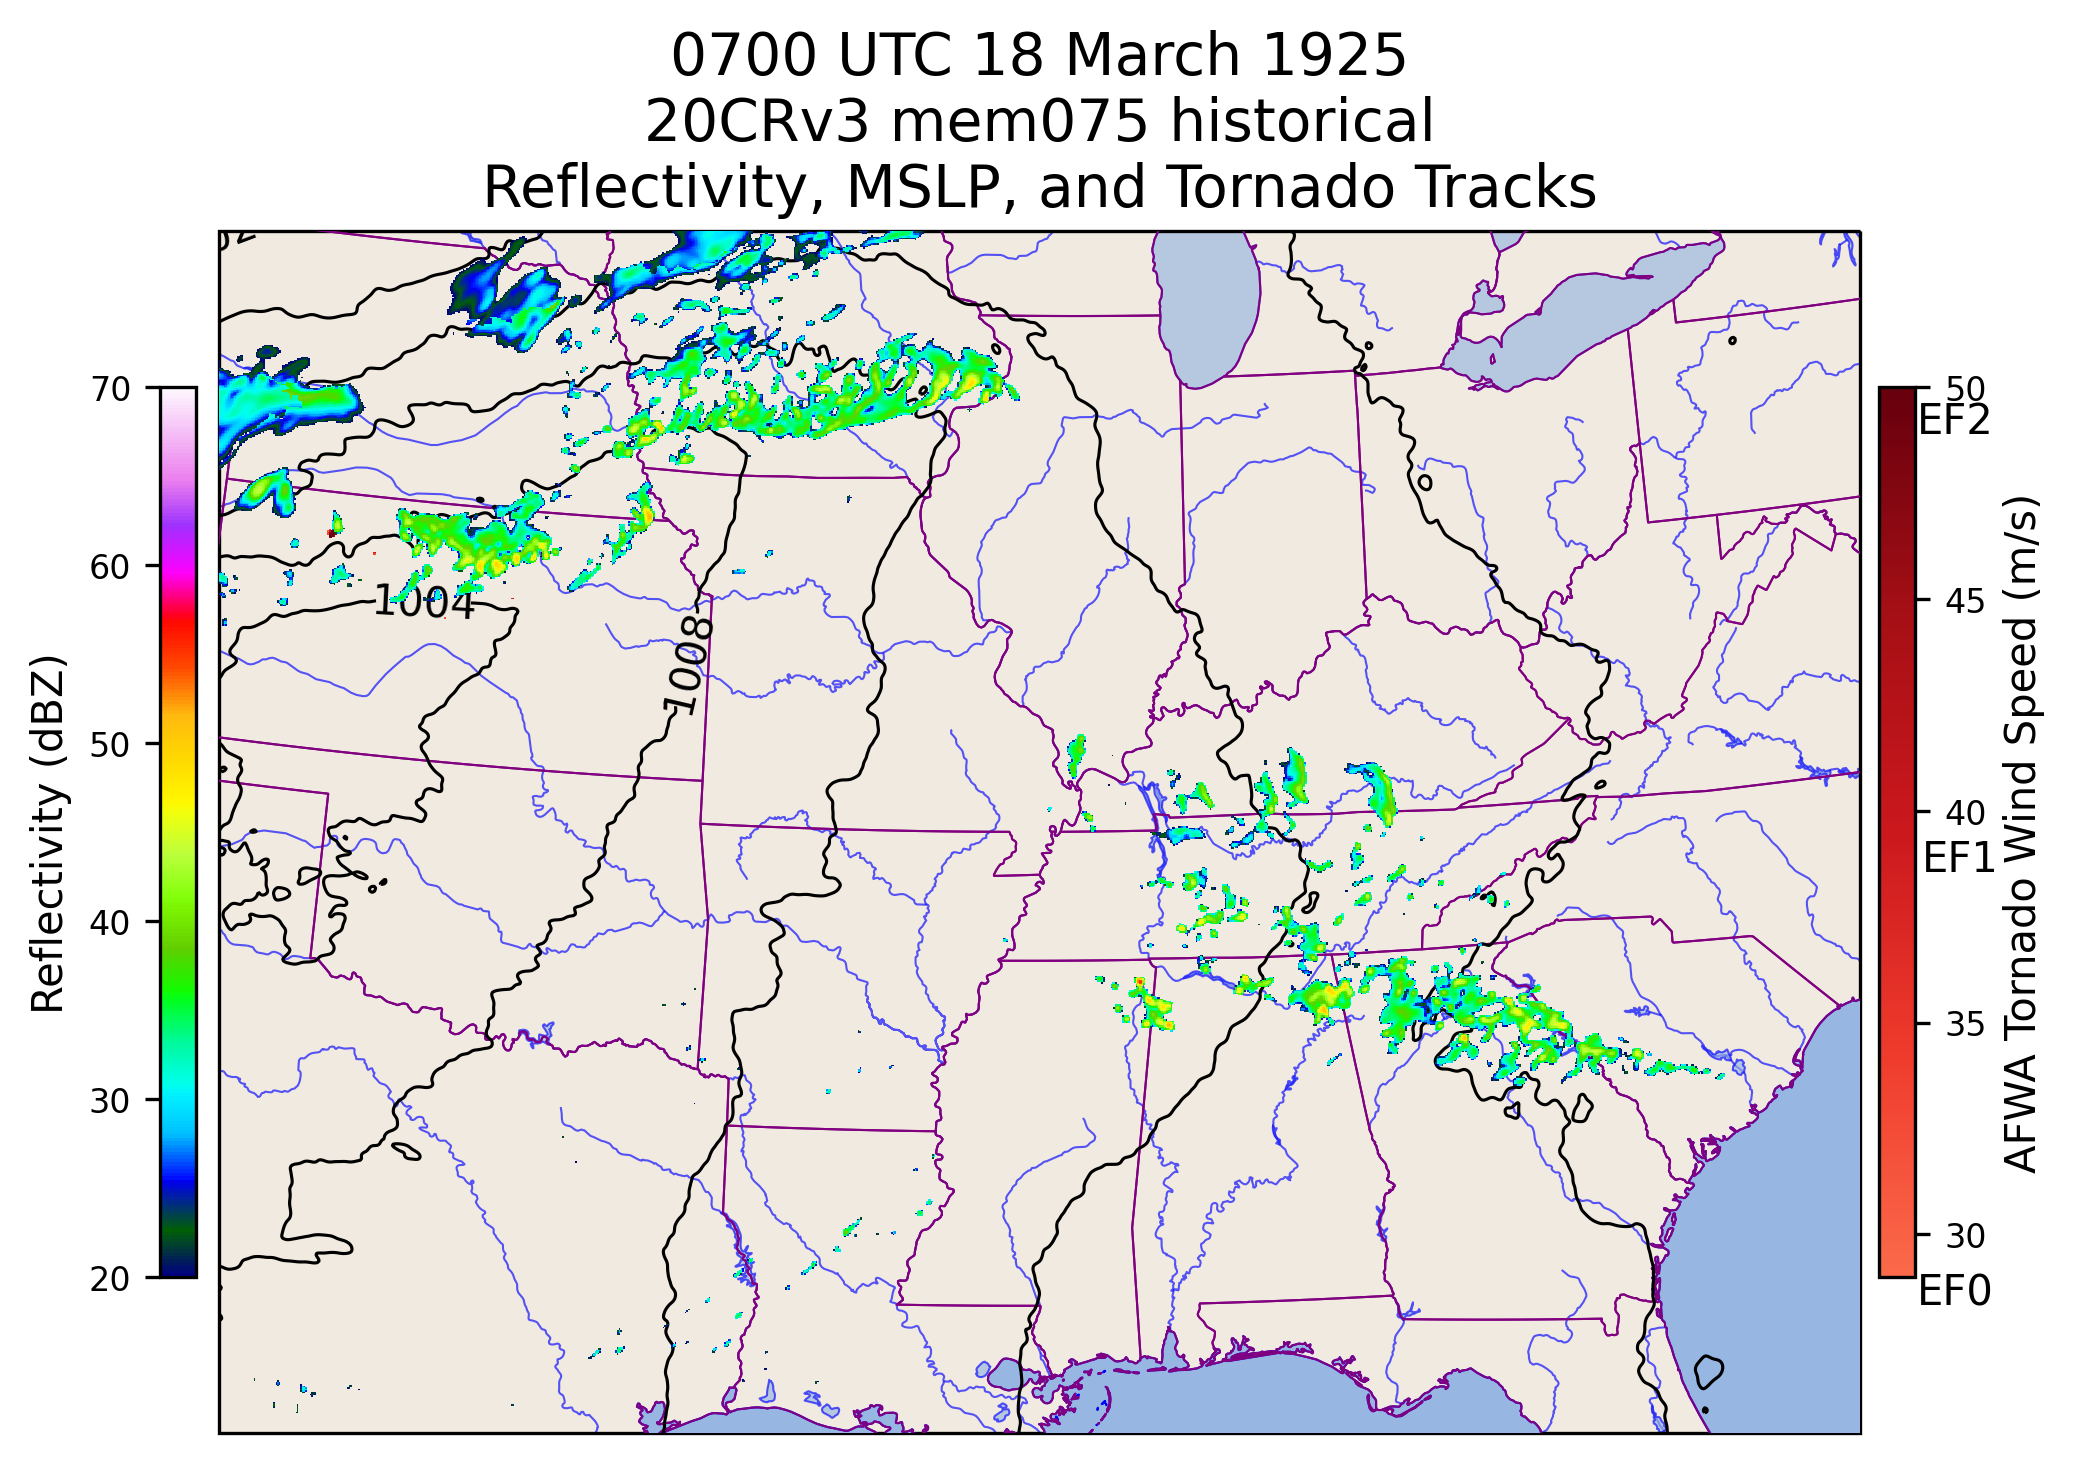 0700 UTC 18 March 1925
20CRv3 mem075 historical
Reflectivity, MSLP, and Tornado Tracks
70
60
50
40
30
20
Reflectivity (dBZ)
1004
1008
50
EF2
45
40
EF1
35
30
EF0
AFWA Tornado Wind Speed (m/s)